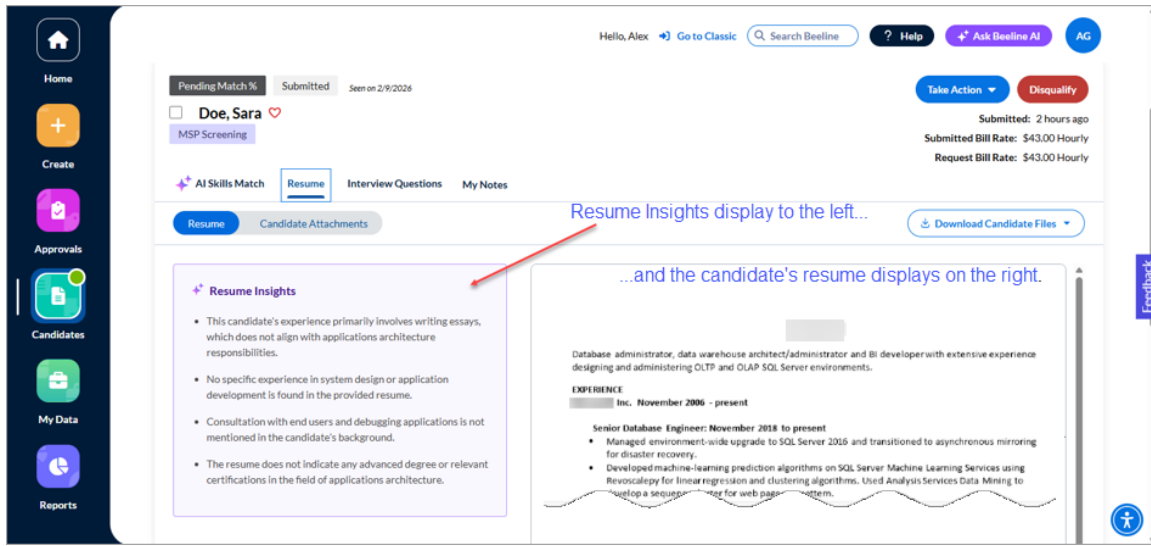 Hello, Alex Go to Classic Search Beeline ? Help Ask Beeline AI AG
Home
Create
Approvals
Candidates
My Data
Reports
Pending Match % Submitted Seen on 2/9/2026
Doe, Sara
MSP Screening
Take Action Disqualify
Submitted: 2 hours ago
Submitted Bill Rate: $43.00 Hourly
Request Bill Rate: $43.00 Hourly
AI Skills Match Resume Interview Questions My Notes
Resume Candidate Attachments
Resume Insights display to the left...
Download Candidate Files
Resume Insights
• This candidate's experience primarily involves writing essays,
which does not align with applications architecture
responsibilities.
• No specific experience in system design or application
development is found in the provided resume.
• Consultation with end users and debugging applications is not
mentioned in the candidate's background.
• The resume does not indicate any advanced degree or relevant
certifications in the field of applications architecture.
...and the candidate's resume displays on the right.
Database administrator, data warehouse architect/administrator and BI developer with extensive experience
designing and administering OLTP and OLAP SQL Server environments.
EXPERIENCE
Inc. November 2006 - present
Senior Database Engineer: November 2018 to present
• Managed environment-wide upgrade to SQL Server 2016 and transitioned to asynchronous mirroring
for disaster recovery.
• Developed machine-learning prediction algorithms on SQL Server Machine Learning Services using
Revoscalepy for linear regression and clustering algorithms. Used Analysis Services Data Mining to
a for web
Feedback